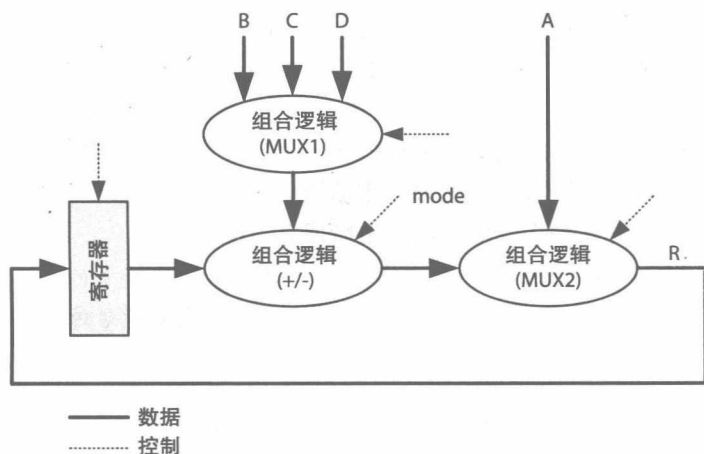 B C D A
组合逻辑
(MUX1)
mode
寄存器
组合逻辑
(+/-)
组合逻辑
(MUX2)
R
数据
控制